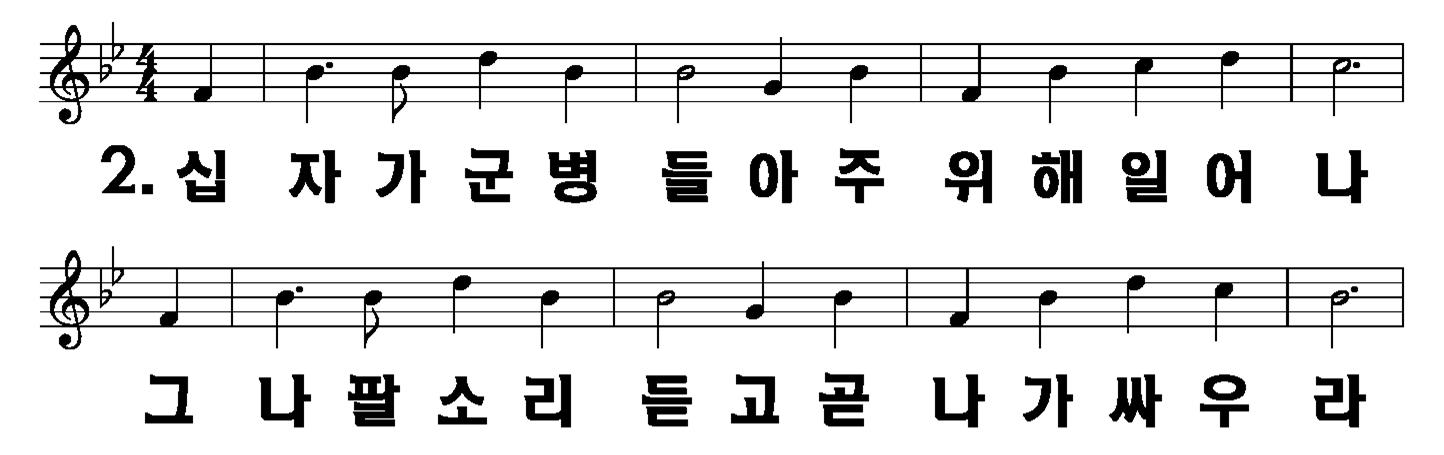 2. 십 자 가 군 병 들 아 주 위 해 일 어 나
그 나 팔 소 리 듣 고 곧 나 가 싸 우 라